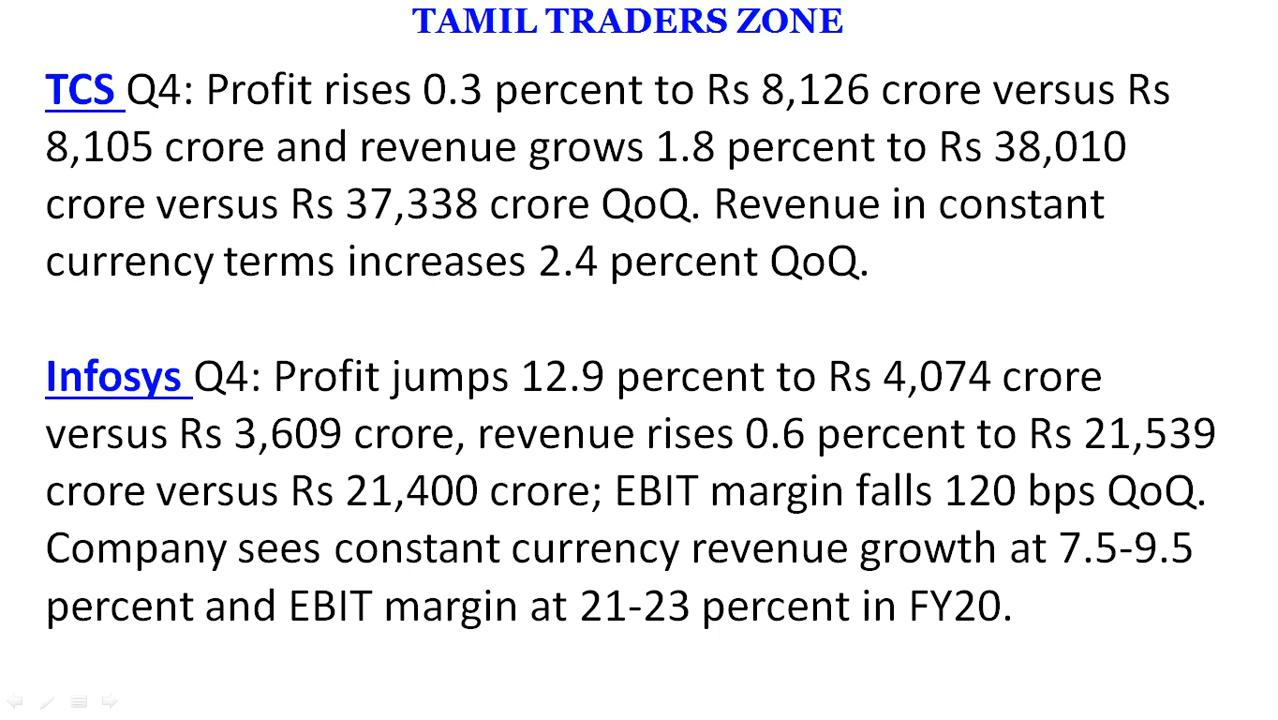 TAMIL TRADERS ZONE
TCS Q4: Profit rises 0.3 percent to Rs 8,126 crore versus Rs
8,105 crore and revenue grows 1.8 percent to Rs 38,010
crore versus Rs 37,338 crore QoQ. Revenue in constant
currency terms increases 2.4 percent QoQ.
Infosys Q4: Profit jumps 12.9 percent to Rs 4,074 crore
versus Rs 3,609 crore, revenue rises 0.6 percent to Rs 21,539
crore versus Rs 21,400 crore; EBIT margin falls 120 bps QoQ.
Company sees constant currency revenue growth at 7.5-9.5
percent and EBIT margin at 21-23 percent in FY20.